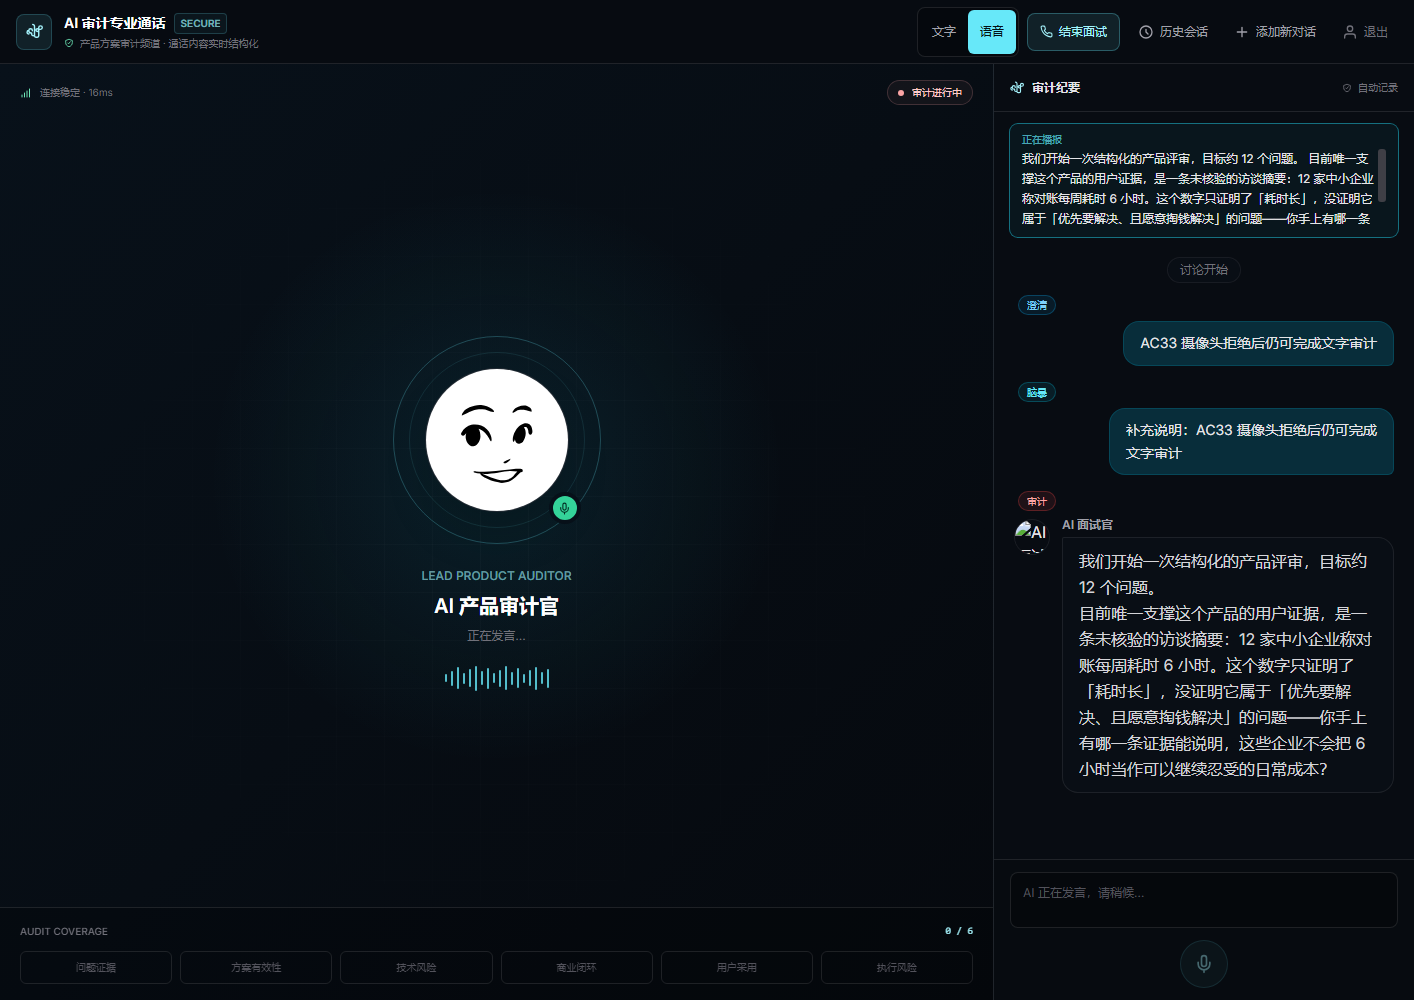 AI 审计专业通话
SECURE
产品方案审计频道 · 通话内容实时结构化
文字
语音
结束面试
历史会话
添加新对话
退出
连接稳定 · 16ms
审计进行中
LEAD PRODUCT AUDITOR
AI 产品审计官
正在发言...
AUDIT COVERAGE
0 / 6
问题证据
方案有效性
技术风险
商业闭环
用户采用
执行风险
审计纪要
自动记录
正在播报
我们开始一次结构化的产品评审，目标约 12 个问题。 目前唯一支
撑这个产品的用户证据，是一条未核验的访谈摘要：12 家中小企业
称对账每周耗时 6 小时。这个数字只证明了「耗时长」，没证明它
属于「优先要解决、且愿意掏钱解决」的问题——你手上有哪一条
讨论开始
澄清
AC33 摄像头拒绝后仍可完成文字审计
脑暴
补充说明：AC33 摄像头拒绝后仍可完成
文字审计
审计
AI
AI 面试官
我们开始一次结构化的产品评审，目标约
12 个问题。
目前唯一支撑这个产品的用户证据，是一
条未核验的访谈摘要：12 家中小企业称对
账每周耗时 6 小时。这个数字只证明了
「耗时长」，没证明它属于「优先要解
决、且愿意掏钱解决」的问题——你手上
有哪一条证据能说明，这些企业不会把 6
小时当作可以继续忍受的日常成本？
AI 正在发言，请稍候...